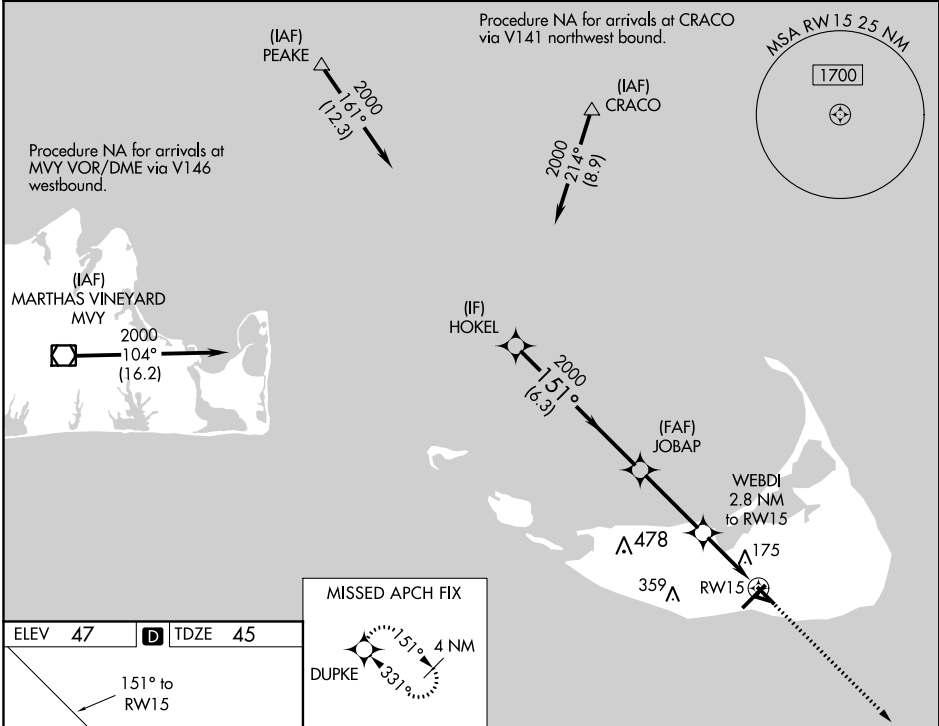 Procedure NA for arrivals at CRACO
via V141 northwest bound.
MSA RW15 25 NM
1700
(IAF)
PEAKE
2000
161°
(12.3)
(IAF)
CRACO
2000
214°
(8.9)
Procedure NA for arrivals at
MVY VOR/DME via V146
westbound.
(IAF)
MARTHAS VINEYARD
MVY
2000
104°
(16.2)
(IF)
HOKEL
2000
151°
(6.3)
(FAF)
JOBAP
WEBDI
2.8 NM
to RW15
478
175
359
RW15
MISSED APCH FIX
DUPKE
151°
331°
4 NM
ELEV 47 D TDZE 45
151° to
RW15